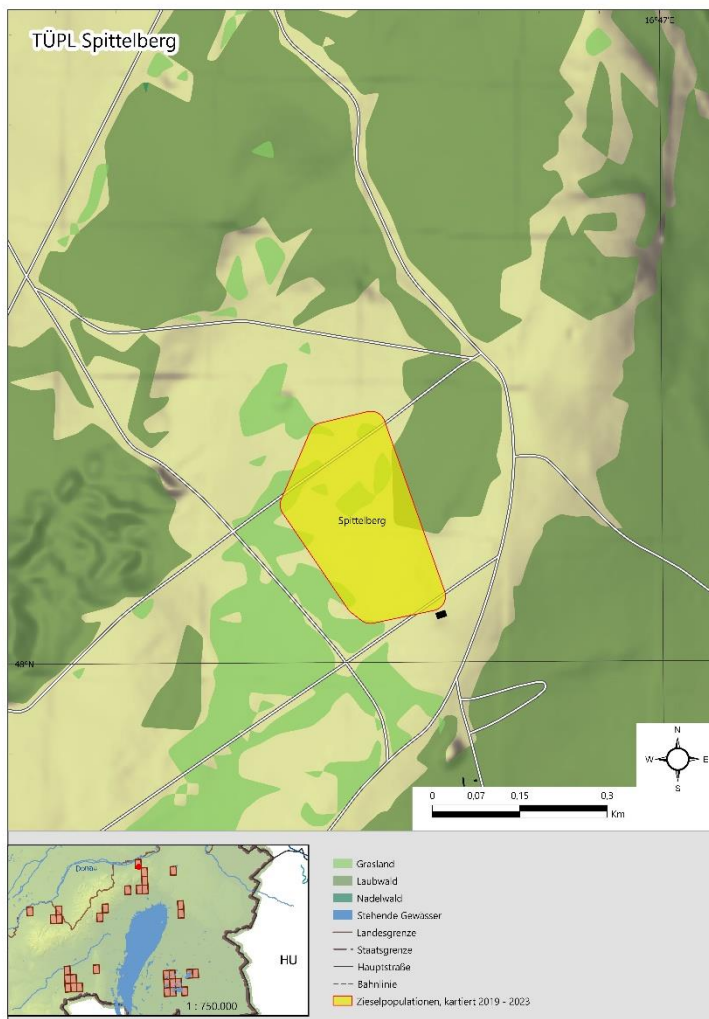 TÜPL Spittelberg
16°47'E
Spittelberg
48°N
N
W E
S
0 0,07 0,15 0,3
Km
Donau
HU
1 : 750.000
Grasland
Laubwald
Nadelwald
Stehende Gewässer
Landesgrenze
Staatsgrenze
Hauptstraße
Bahnlinie
Zieselpopulationen, kartiert 2019 - 2023